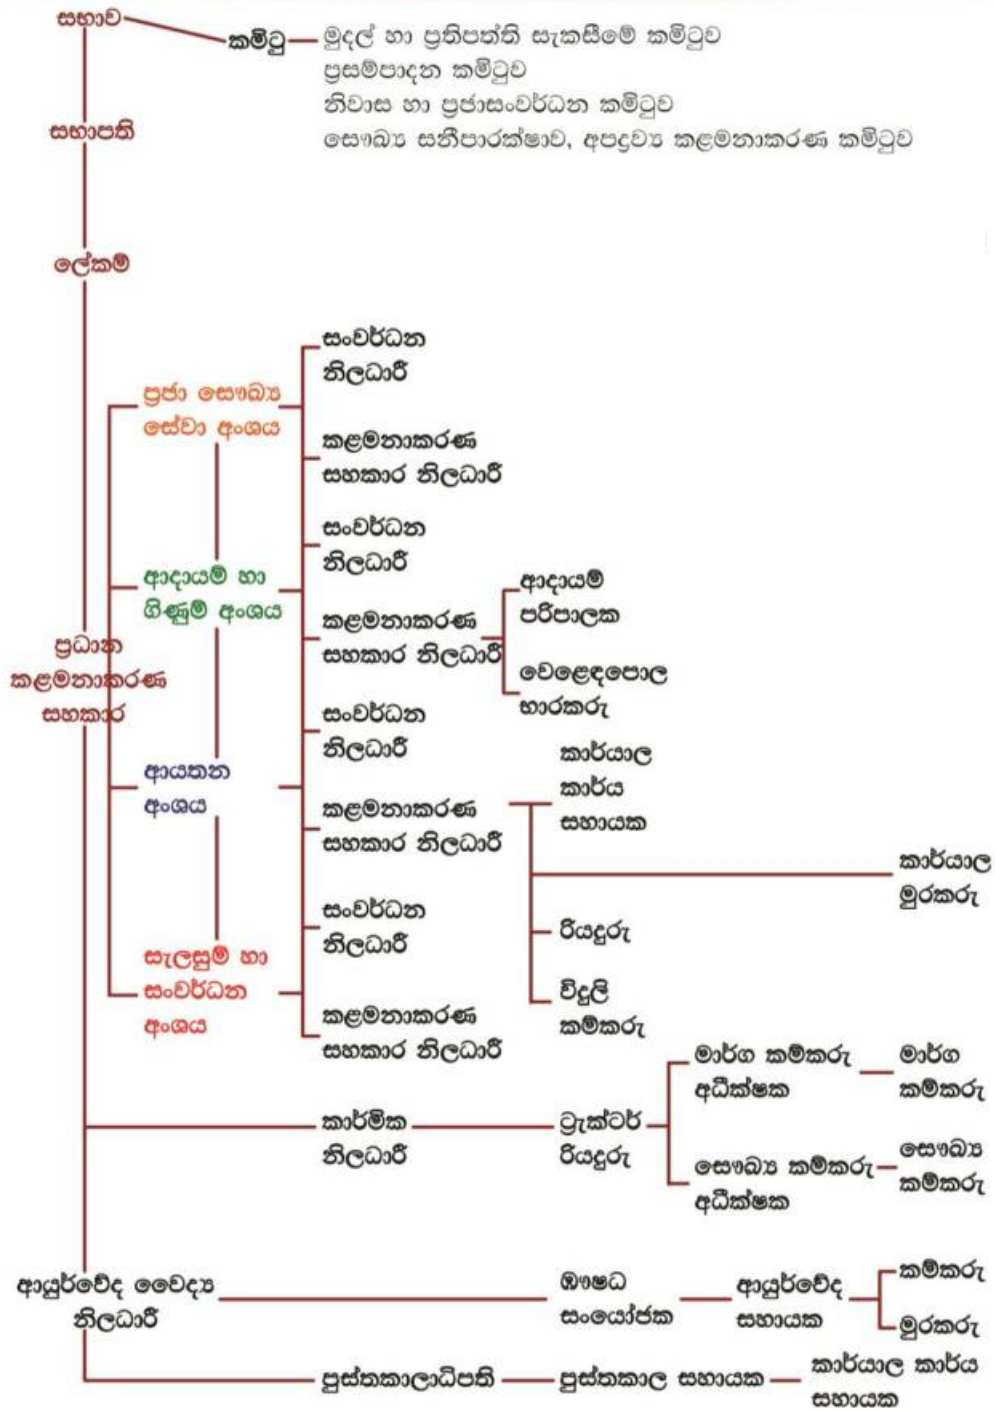 සභාව
කමිටු
මුදල් හා ප්‍රතිපත්ති සැකසීමේ කමිටුව
ප්‍රසම්පාදන කමිටුව
නිවාස හා ප්‍රජාසංවර්ධන කමිටුව
සෞඛ්‍ය සනීපාරක්ෂාව, අපද්‍රව්‍ය කළමනාකරණ කමිටුව
සභාපති
ලේකම්
ප්‍රධාන
කළමනාකරණ
සහකාර
ප්‍රජා සෞඛ්‍ය
සේවා අංශය
සංවර්ධන
නිලධාරී
කළමනාකරණ
සහකාර නිලධාරී
ආදායම් හා
ගිණුම් අංශය
සංවර්ධන
නිලධාරී
කළමනාකරණ
සහකාර නිලධාරී
ආදායම්
පරිපාලක
වෙළෙඳපොල
භාරකරු
ආයතන
අංශය
සංවර්ධන
නිලධාරී
කළමනාකරණ
සහකාර නිලධාරී
කාර්යාල
කාර්ය
සහායක
කාර්යාල
මුරකරු
රියදුරු
විදුලි
කම්කරු
සැලසුම් හා
සංවර්ධන
අංශය
සංවර්ධන
නිලධාරී
කළමනාකරණ
සහකාර නිලධාරී
කාර්මික
නිලධාරී
ට්‍රැක්ටර්
රියදුරු
මාර්ග කම්කරු
අධීක්ෂක
මාර්ග
කම්කරු
සෞඛ්‍ය කම්කරු
අධීක්ෂක
සෞඛ්‍ය
කම්කරු
ආයුර්වේද වෛද්‍ය
නිලධාරී
ඖෂධ
සංයෝජක
ආයුර්වේද
සහායක
කම්කරු
මුරකරු
පුස්තකාලාධිපති
පුස්තකාල සහායක
කාර්යාල කාර්ය
සහායක